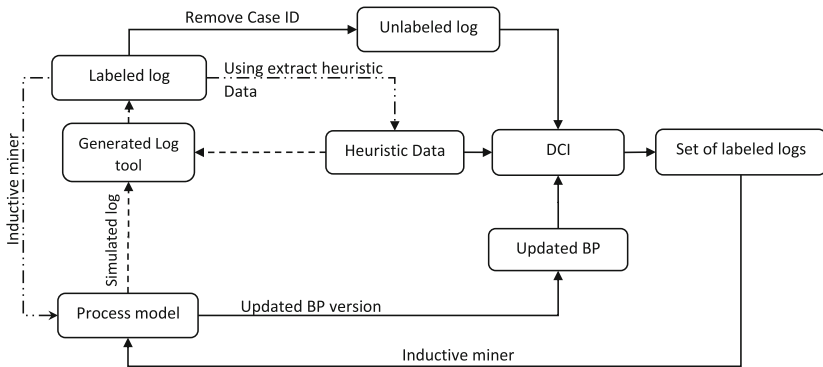 Remove Case ID
Unlabeled log
Labeled log
Using extract heuristic
Data
Generated Log
tool
Heuristic Data
DCI
Set of labeled logs
Inductive miner
Simulated log
Updated BP
Process model
Updated BP version
Inductive miner